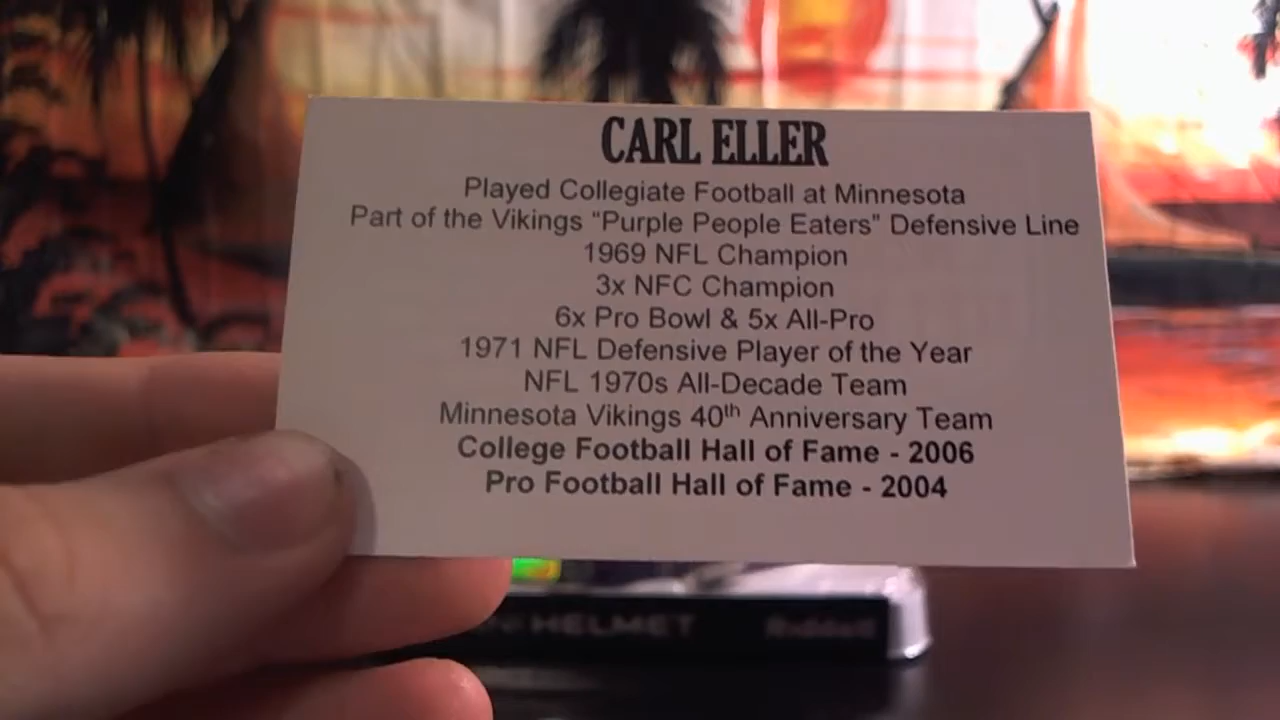 CARL ELLER
Played Collegiate Football at Minnesota
Part of the Vikings “Purple People Eaters” Defensive Line
1969 NFL Champion
3x NFC Champion
6x Pro Bowl & 5x All-Pro
1971 NFL Defensive Player of the Year
NFL 1970s All-Decade Team
Minnesota Vikings 40th Anniversary Team
College Football Hall of Fame - 2006
Pro Football Hall of Fame - 2004
HELMET Riddell